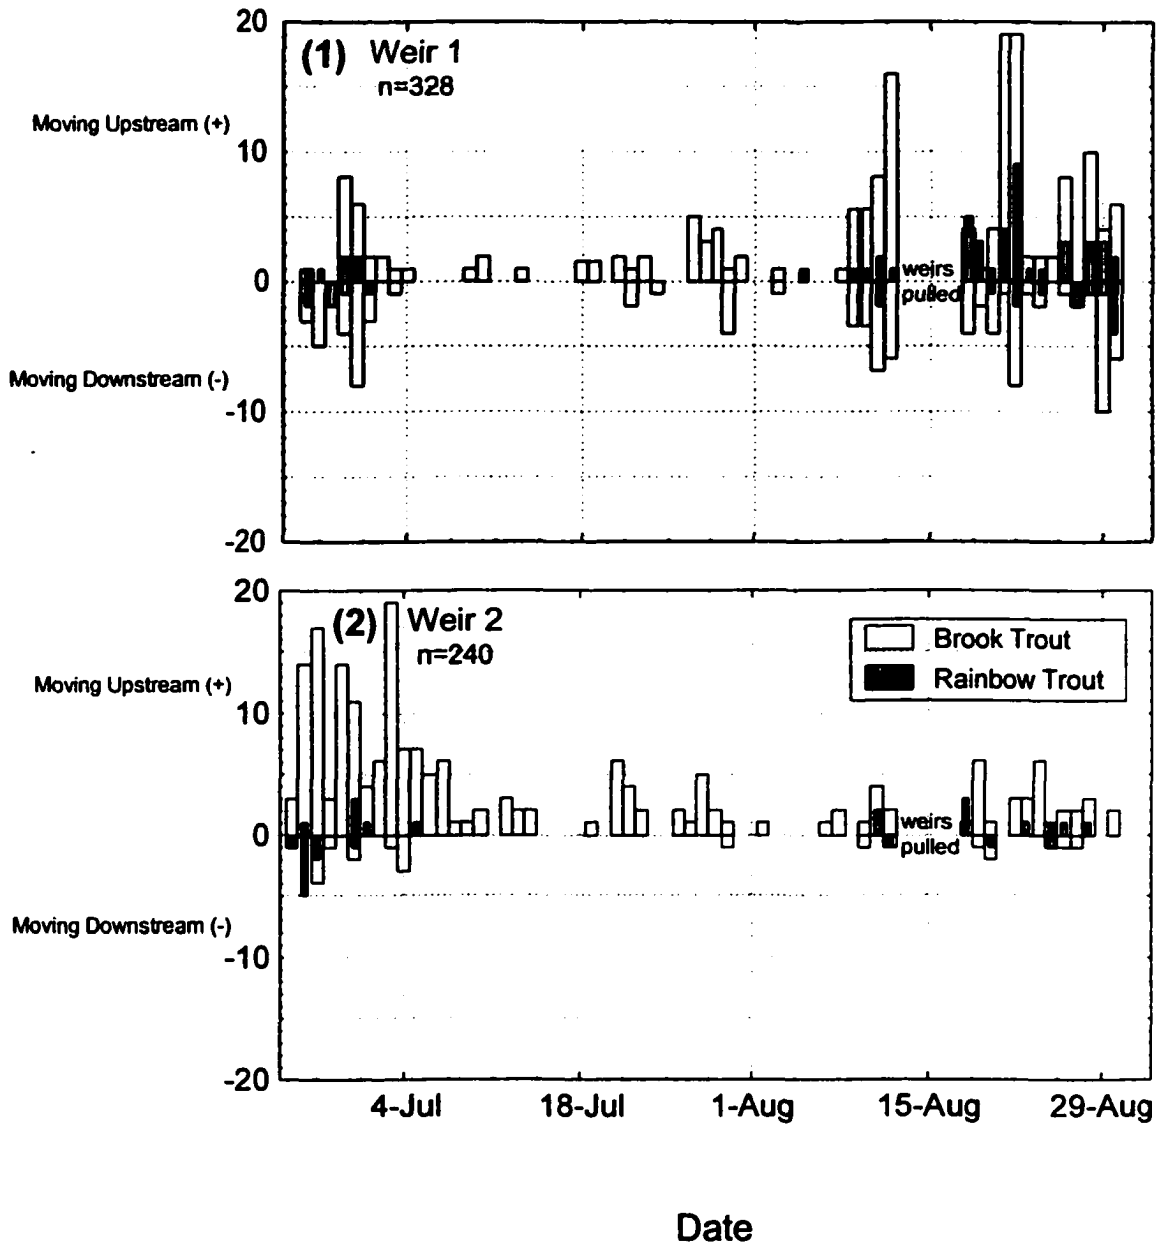 20
(1) Weir 1
n=328
Moving Upstream (+)
10
0
weirs
pulled
Moving Downstream (-)
-10
-20
20
(2) Weir 2
n=240
Brook Trout
Rainbow Trout
Moving Upstream (+)
10
0
weirs
pulled
Moving Downstream (-)
-10
-20
4-Jul 18-Jul 1-Aug 15-Aug 29-Aug
Date